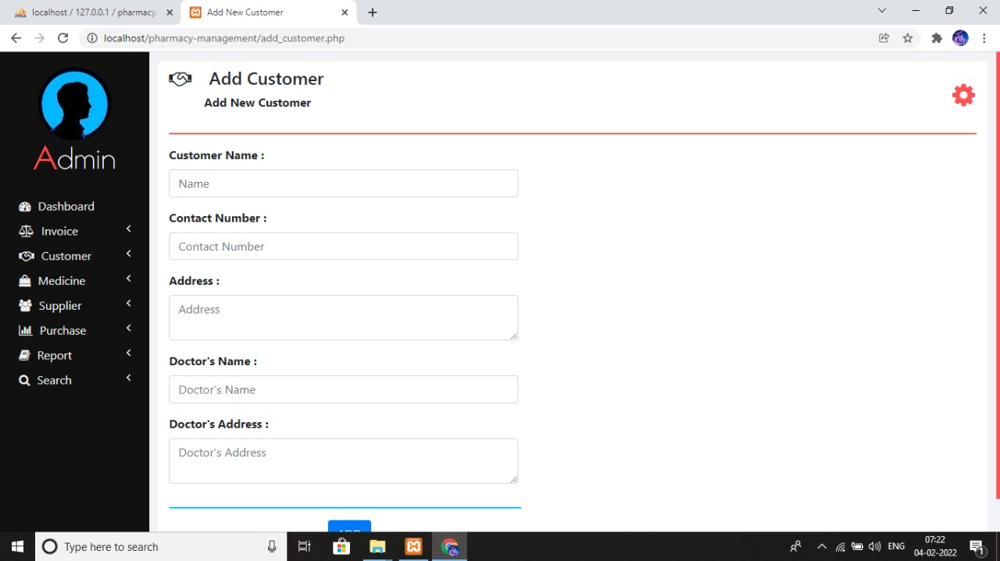 localhost / 127.0.0.1 / pharmacy
Add New Customer
localhost/pharmacy-management/add_customer.php
Admin
Dashboard
Invoice
Customer
Medicine
Supplier
Purchase
Report
Search
Add Customer
Add New Customer
Customer Name :
Name
Contact Number :
Contact Number
Address :
Address
Doctor's Name :
Doctor's Name
Doctor's Address :
Doctor's Address
ADD
Type here to search
ENG
07:22
04-02-2022
1